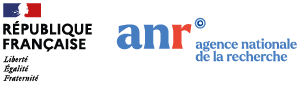 RÉPUBLIQUE
FRANÇAISE
Liberté
Égalité
Fraternité
anr
agence nationale
de la recherche